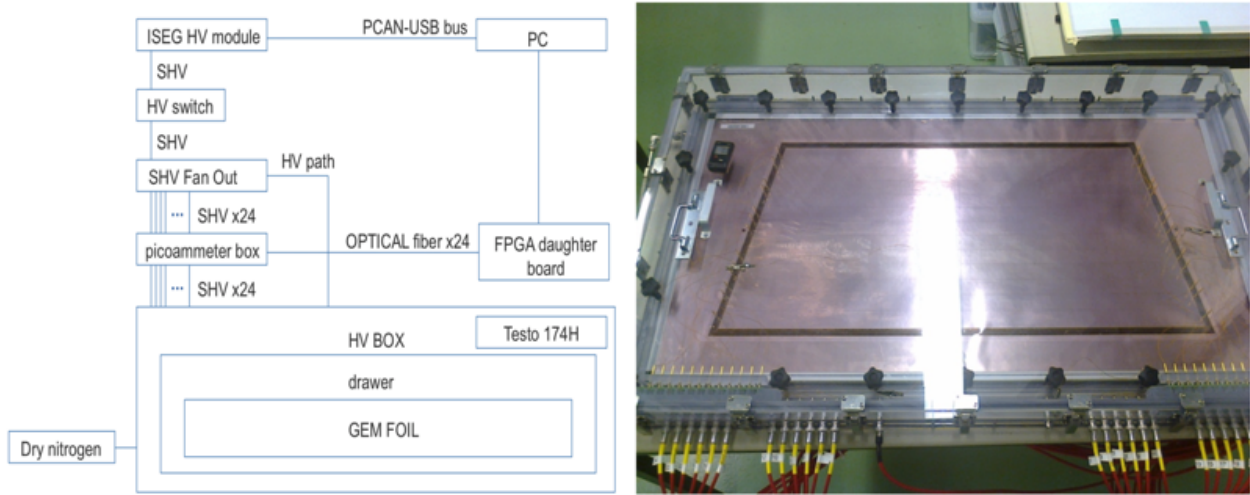 ISEG HV module
PCAN-USB bus
PC
SHV
HV switch
SHV
HV path
SHV Fan Out
... SHV x24
OPTICAL fiber x24
picoammeter box
FPGA daughter
board
... SHV x24
Testo 174H
HV BOX
drawer
GEM FOIL
Dry nitrogen